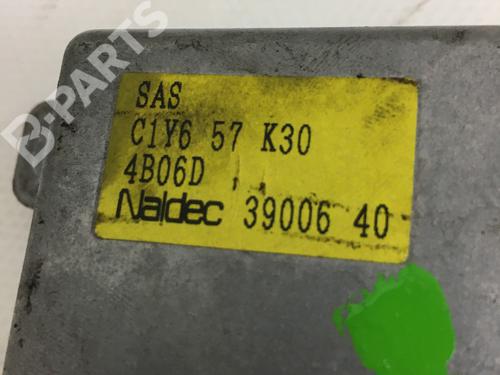 B-PARTS
SAS
C1Y6 57 K30
4B06D
Naldec 39006 40